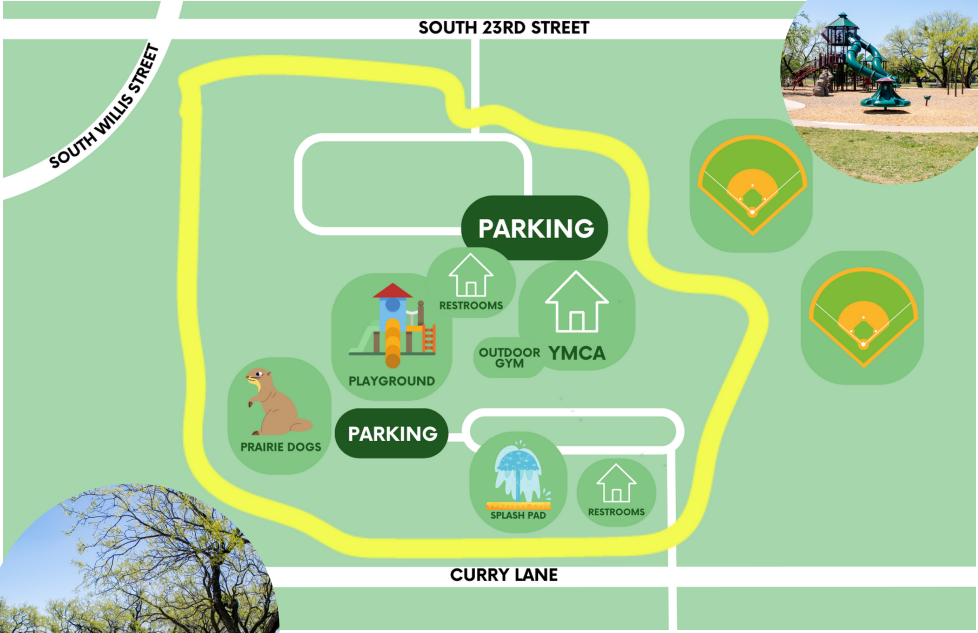 SOUTH 23RD STREET
SOUTH WILLIS STREET
PARKING
RESTROOMS
OUTDOOR
GYM
YMCA
PLAYGROUND
PRAIRIE DOGS
PARKING
SPLASH PAD
RESTROOMS
CURRY LANE